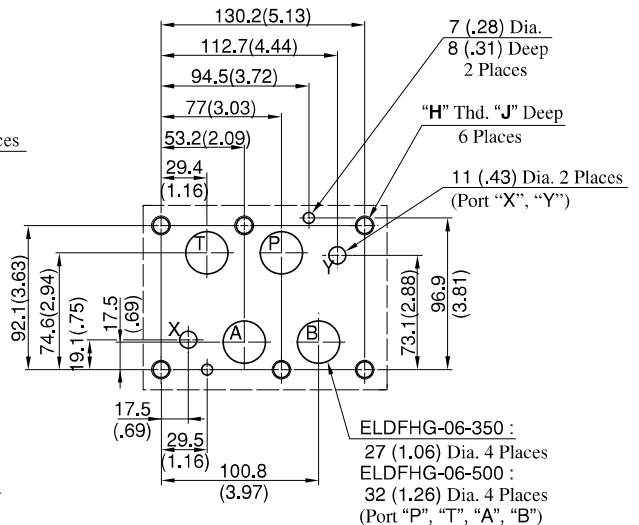 130.2(5.13)
112.7(4.44)
94.5(3.72)
77(3.03)
53.2(2.09)
29.4
(1.16)
7 (.28) Dia.
8 (.31) Deep
2 Places
"H" Thd. "J" Deep
6 Places
11 (.43) Dia. 2 Places
(Port "X", "Y")
ces
T
P
Y
X
A
B
92.1(3.63)
74.6(2.94)
19.1(.75)
17.5
(.69)
73.1(2.88)
96.9
(3.81)
17.5
(.69)
29.5
(1.16)
100.8
(3.97)
ELDFHG-06-350 :
27 (1.06) Dia. 4 Places
ELDFHG-06-500 :
32 (1.26) Dia. 4 Places
(Port "P", "T", "A", "B")